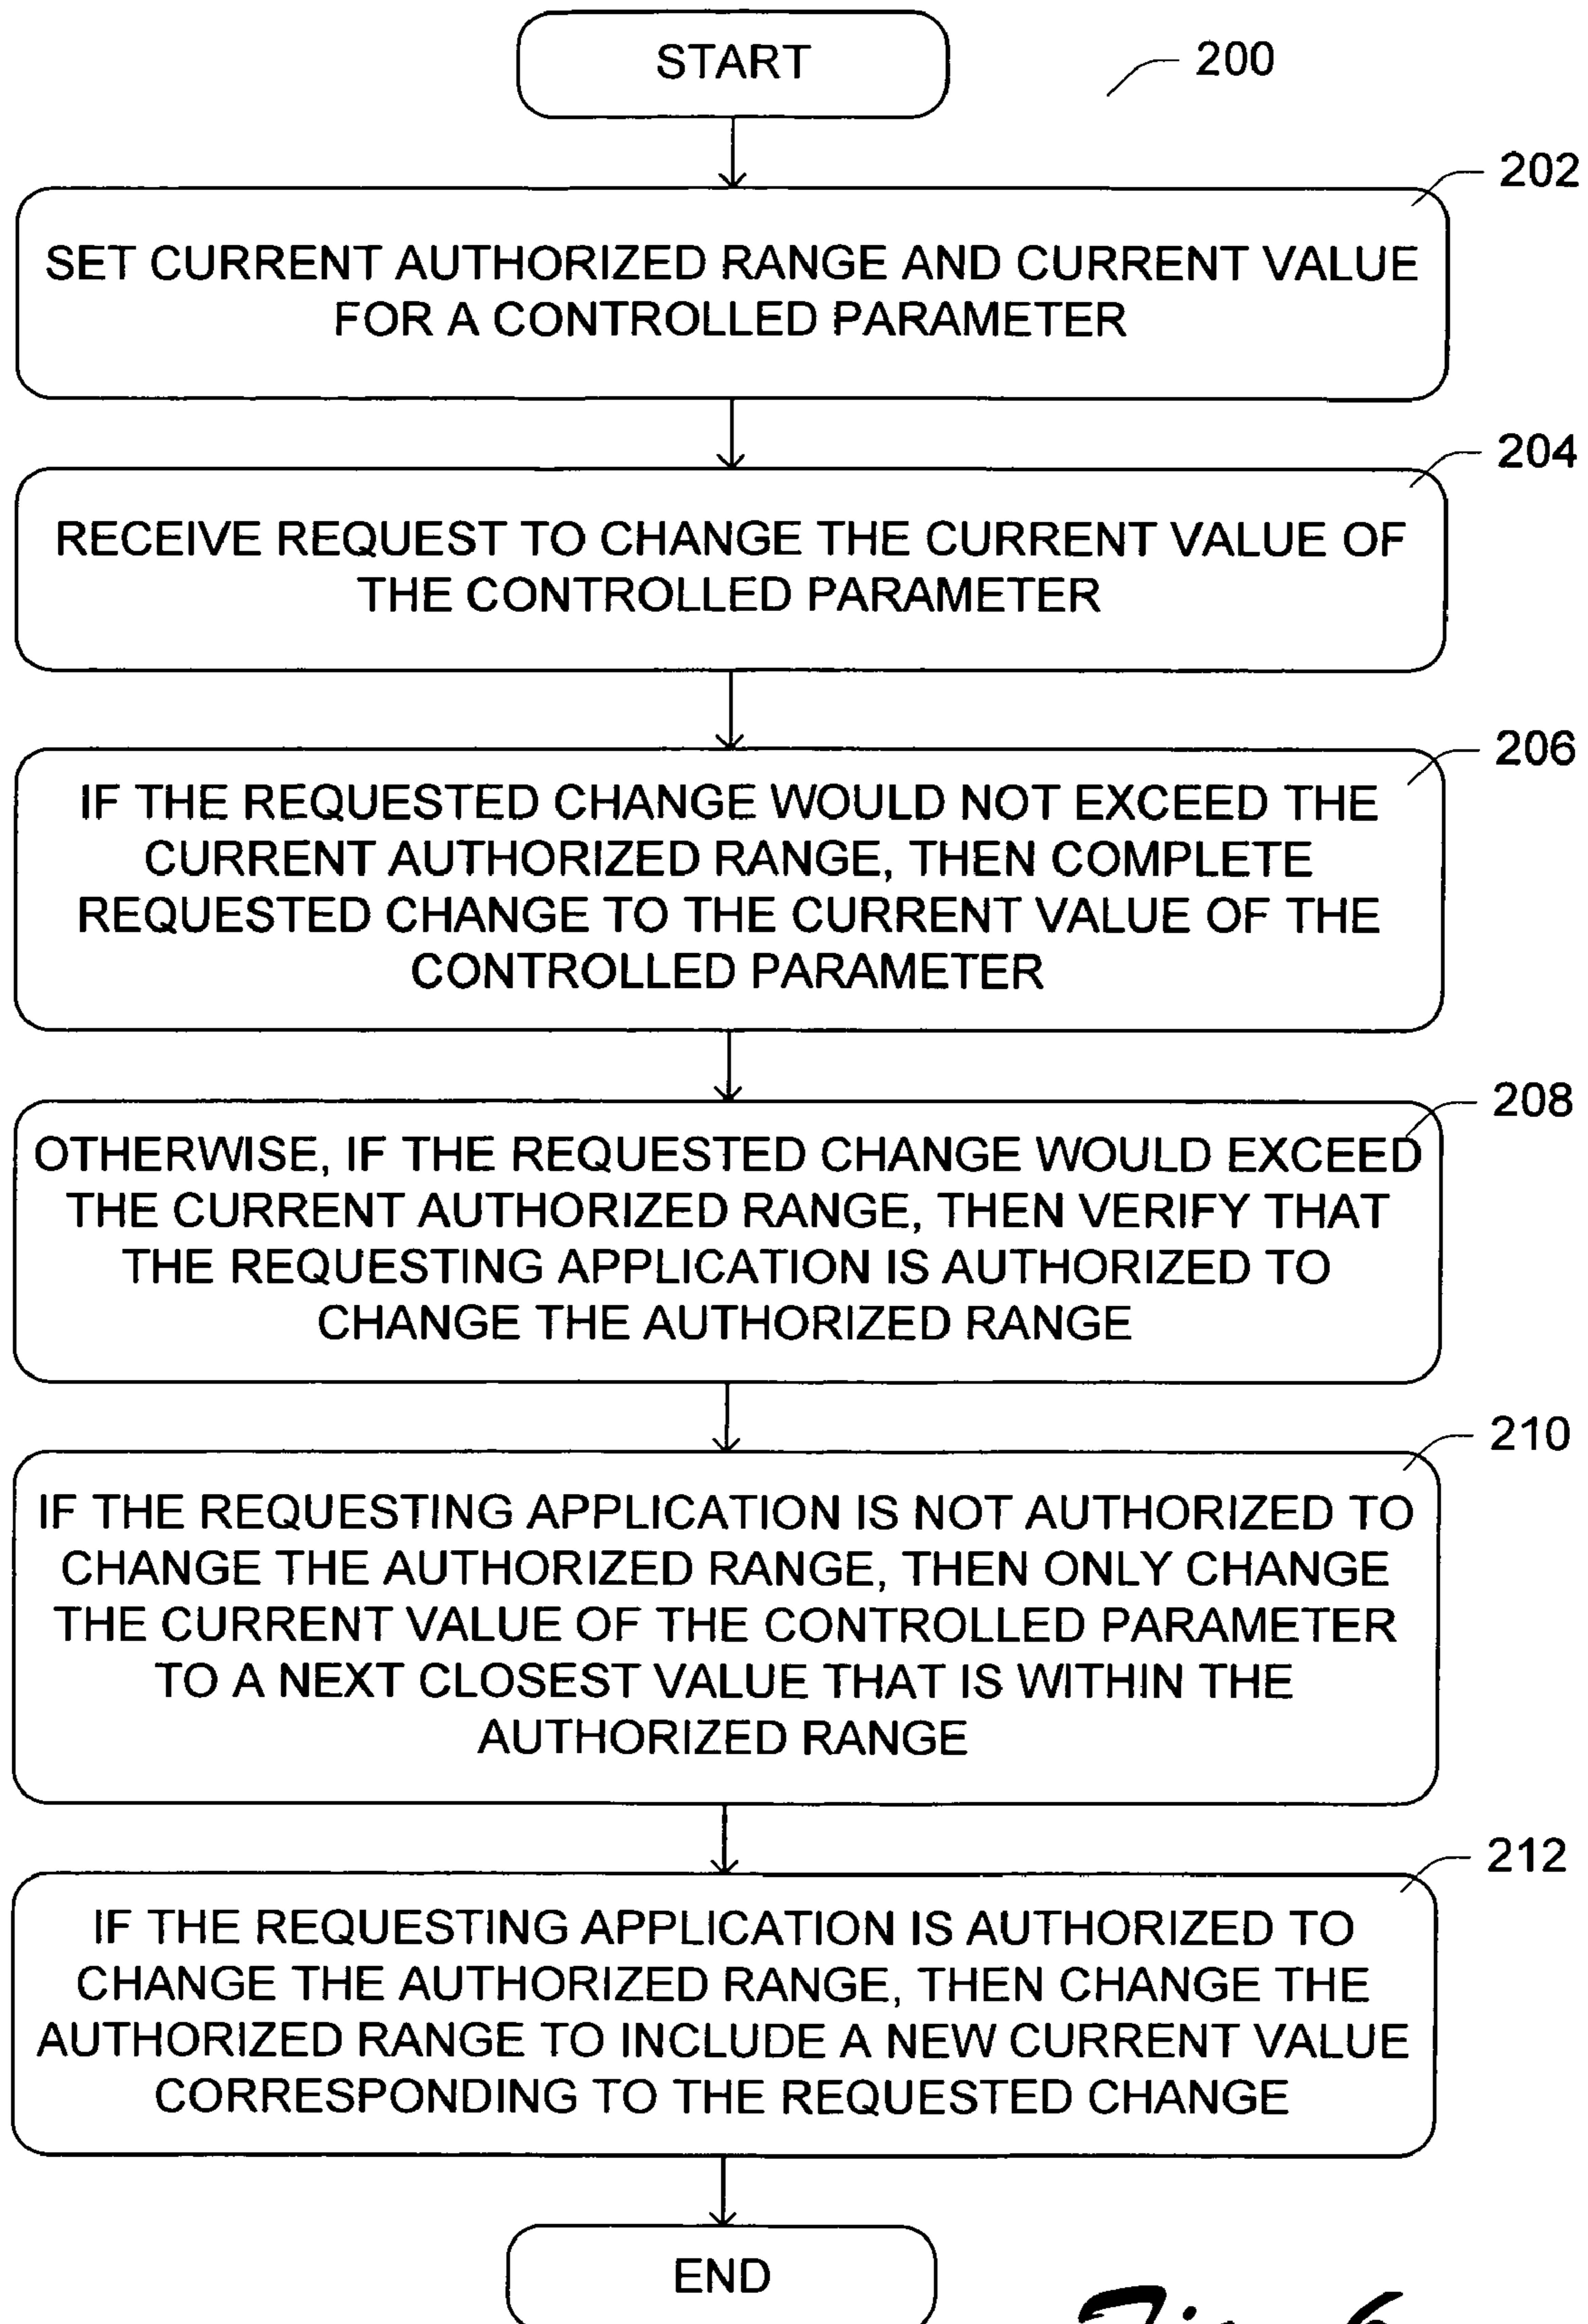 START
200
202
SET CURRENT AUTHORIZED RANGE AND CURRENT VALUE
FOR A CONTROLLED PARAMETER
204
RECEIVE REQUEST TO CHANGE THE CURRENT VALUE OF
THE CONTROLLED PARAMETER
206
IF THE REQUESTED CHANGE WOULD NOT EXCEED THE
CURRENT AUTHORIZED RANGE, THEN COMPLETE
REQUESTED CHANGE TO THE CURRENT VALUE OF THE
CONTROLLED PARAMETER
208
OTHERWISE, IF THE REQUESTED CHANGE WOULD EXCEED
THE CURRENT AUTHORIZED RANGE, THEN VERIFY THAT
THE REQUESTING APPLICATION IS AUTHORIZED TO
CHANGE THE AUTHORIZED RANGE
210
IF THE REQUESTING APPLICATION IS NOT AUTHORIZED TO
CHANGE THE AUTHORIZED RANGE, THEN ONLY CHANGE
THE CURRENT VALUE OF THE CONTROLLED PARAMETER
TO A NEXT CLOSEST VALUE THAT IS WITHIN THE
AUTHORIZED RANGE
212
IF THE REQUESTING APPLICATION IS AUTHORIZED TO
CHANGE THE AUTHORIZED RANGE, THEN CHANGE THE
AUTHORIZED RANGE TO INCLUDE A NEW CURRENT VALUE
CORRESPONDING TO THE REQUESTED CHANGE
END